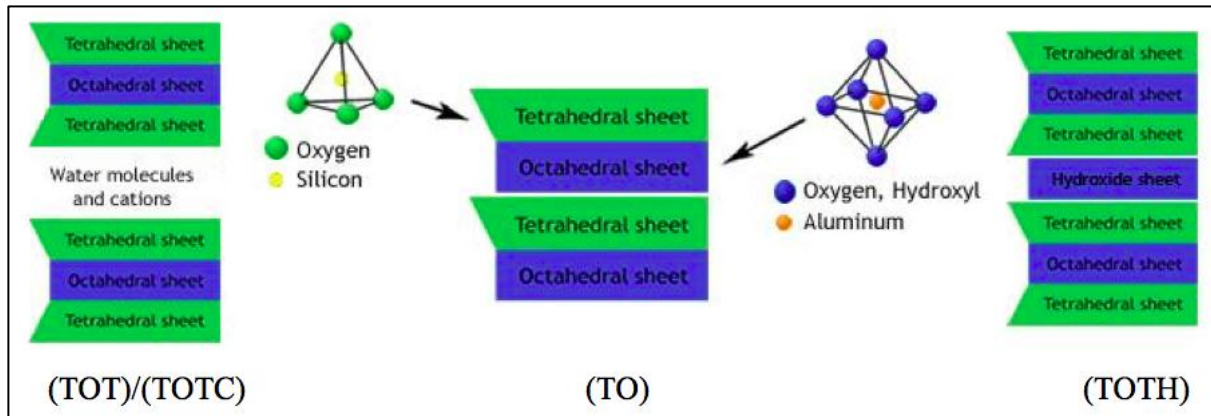 Tetrahedral sheet
Octahedral sheet
Tetrahedral sheet
Water molecules
and cations
Tetrahedral sheet
Octahedral sheet
Tetrahedral sheet
(TOT)/(TOTC)
Oxygen
Silicon
Tetrahedral sheet
Octahedral sheet
Tetrahedral sheet
Octahedral sheet
(TO)
Oxygen, Hydroxyl
Aluminum
Tetrahedral sheet
Octahedral sheet
Tetrahedral sheet
Hydroxide sheet
Tetrahedral sheet
Octahedral sheet
Tetrahedral sheet
(TOTH)